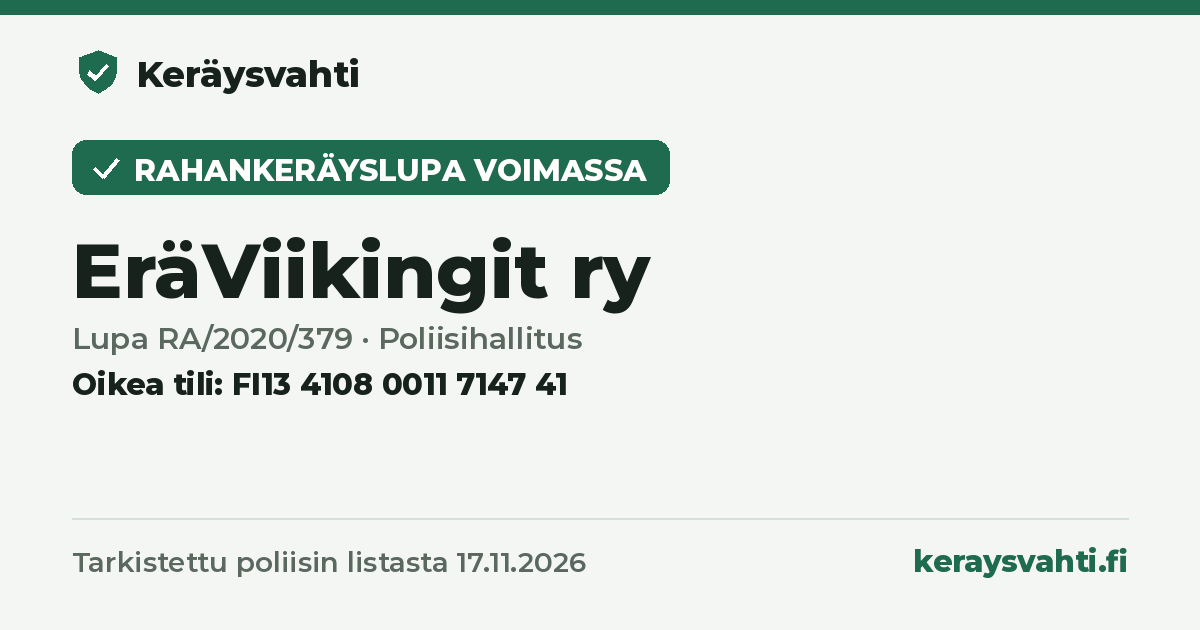 Keräysvahti
RAHANKERÄYSLUPA VOIMASSA
EräViikingit ry
Lupa RA/2020/379 · Poliisihallitus
Oikea tili: FI13 4108 0011 7147 41
Tarkistettu poliisin listasta 17.11.2026
keraysvahti.fi